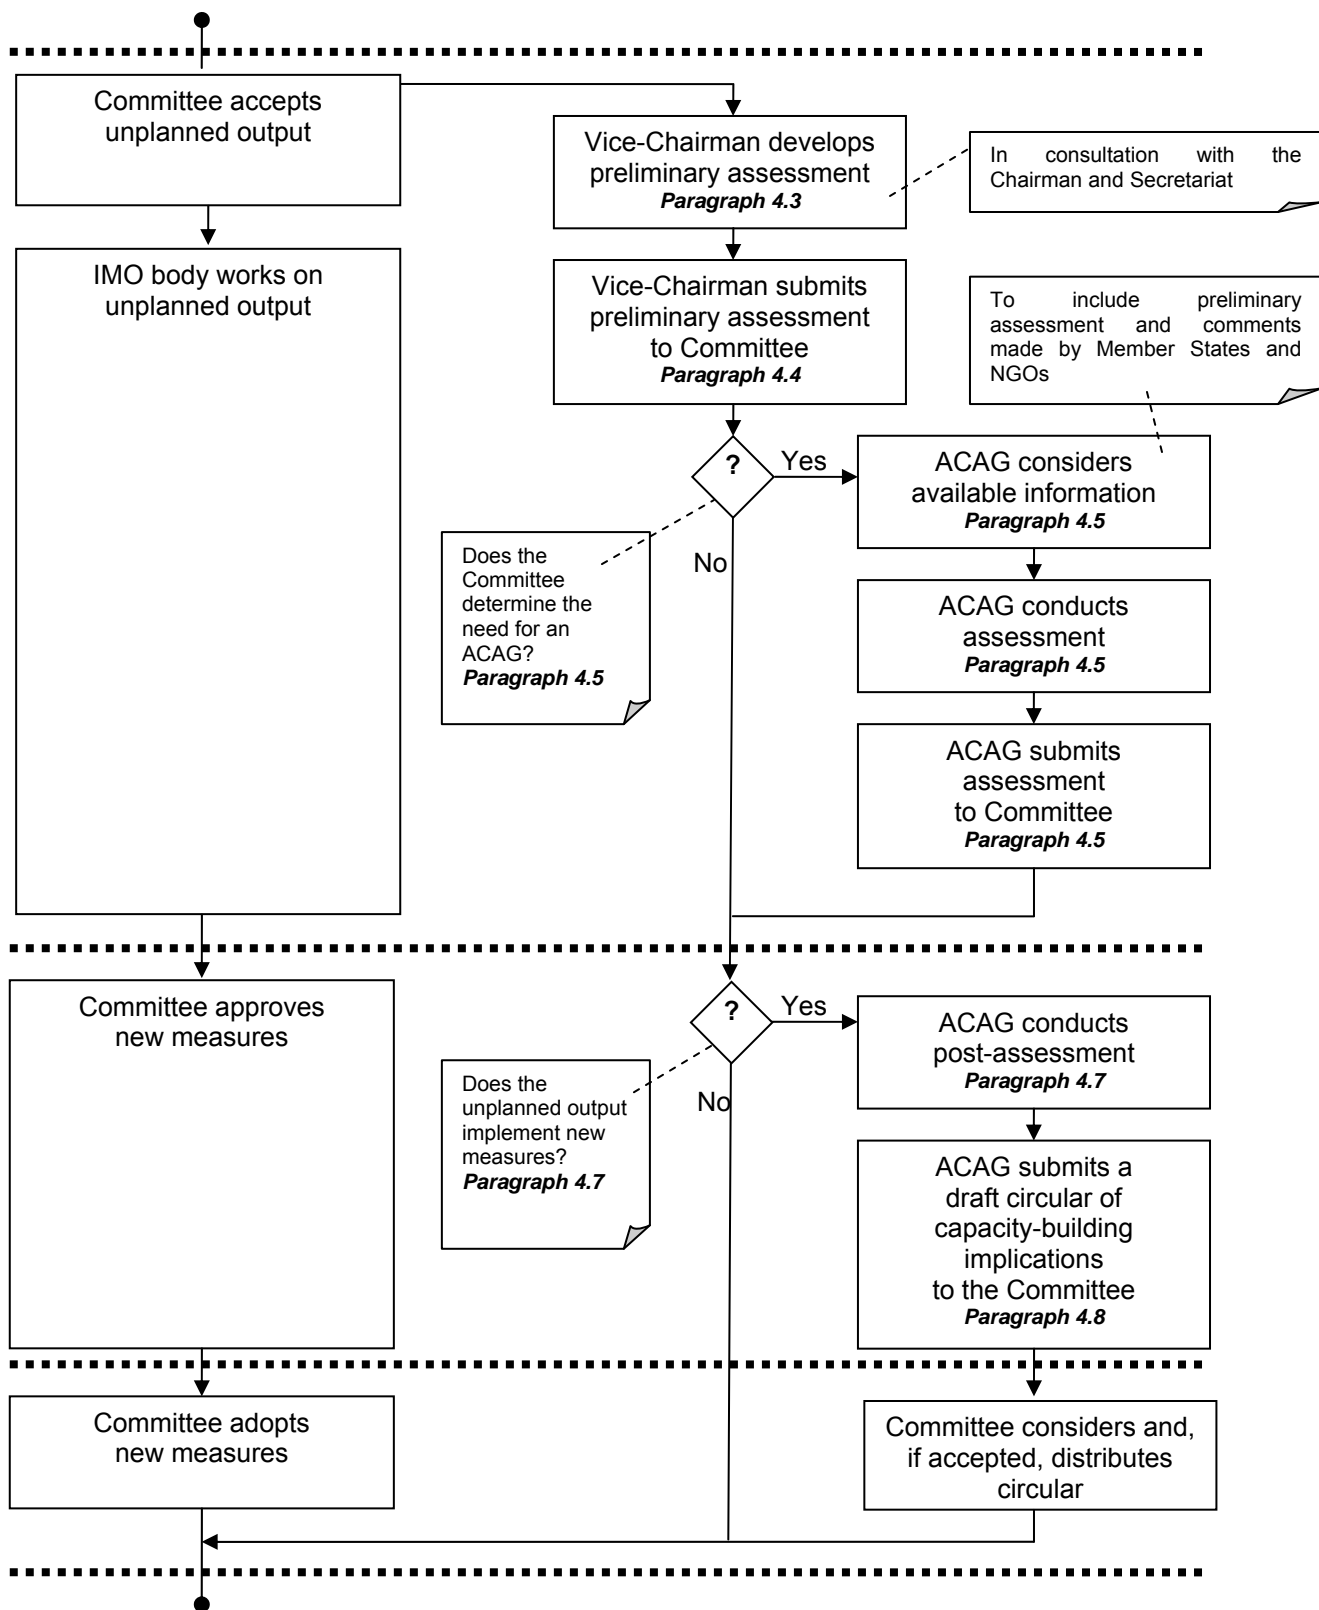 Committee accepts
unplanned output
Vice-Chairman develops
preliminary assessment
Paragraph 4.3
In consultation with the
Chairman and Secretariat
IMO body works on
unplanned output
Vice-Chairman submits
preliminary assessment
to Committee
Paragraph 4.4
To include preliminary
assessment and comments
made by Member States and
NGOs
?
Yes
ACAG considers
available information
Paragraph 4.5
Does the
Committee
determine the
need for an
ACAG?
Paragraph 4.5
No
ACAG conducts
assessment
Paragraph 4.5
ACAG submits
assessment
to Committee
Paragraph 4.5
Committee approves
new measures
?
Yes
ACAG conducts
post-assessment
Paragraph 4.7
Does the
unplanned output
implement new
measures?
Paragraph 4.7
No
ACAG submits a
draft circular of
capacity-building
implications
to the Committee
Paragraph 4.8
Committee adopts
new measures
Committee considers and,
if accepted, distributes
circular